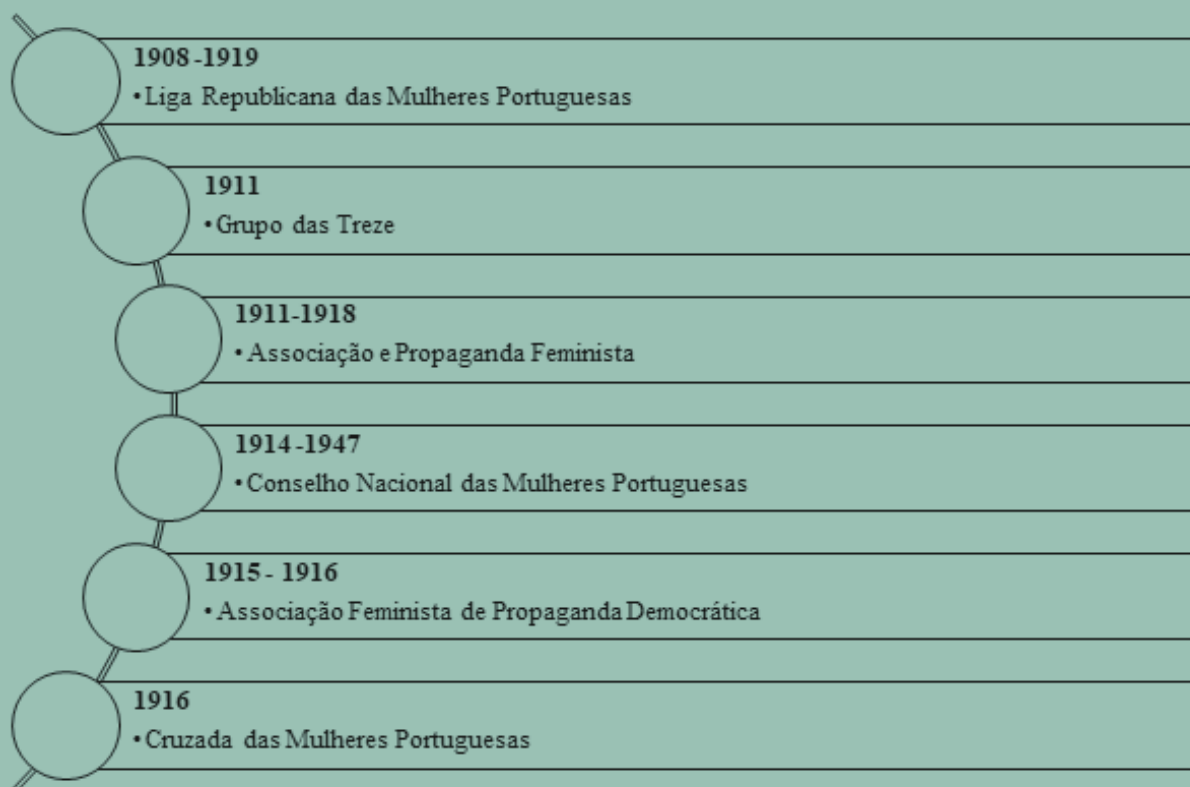 1908-1919
•Liga Republicana das Mulheres Portuguesas
1911
•Grupo das Treze
1911-1918
•Associação e Propaganda Feminista
1914-1947
•Conselho Nacional das Mulheres Portuguesas
1915- 1916
•Associação Feminista de Propaganda Democrática
1916
•Cruzada das Mulheres Portuguesas